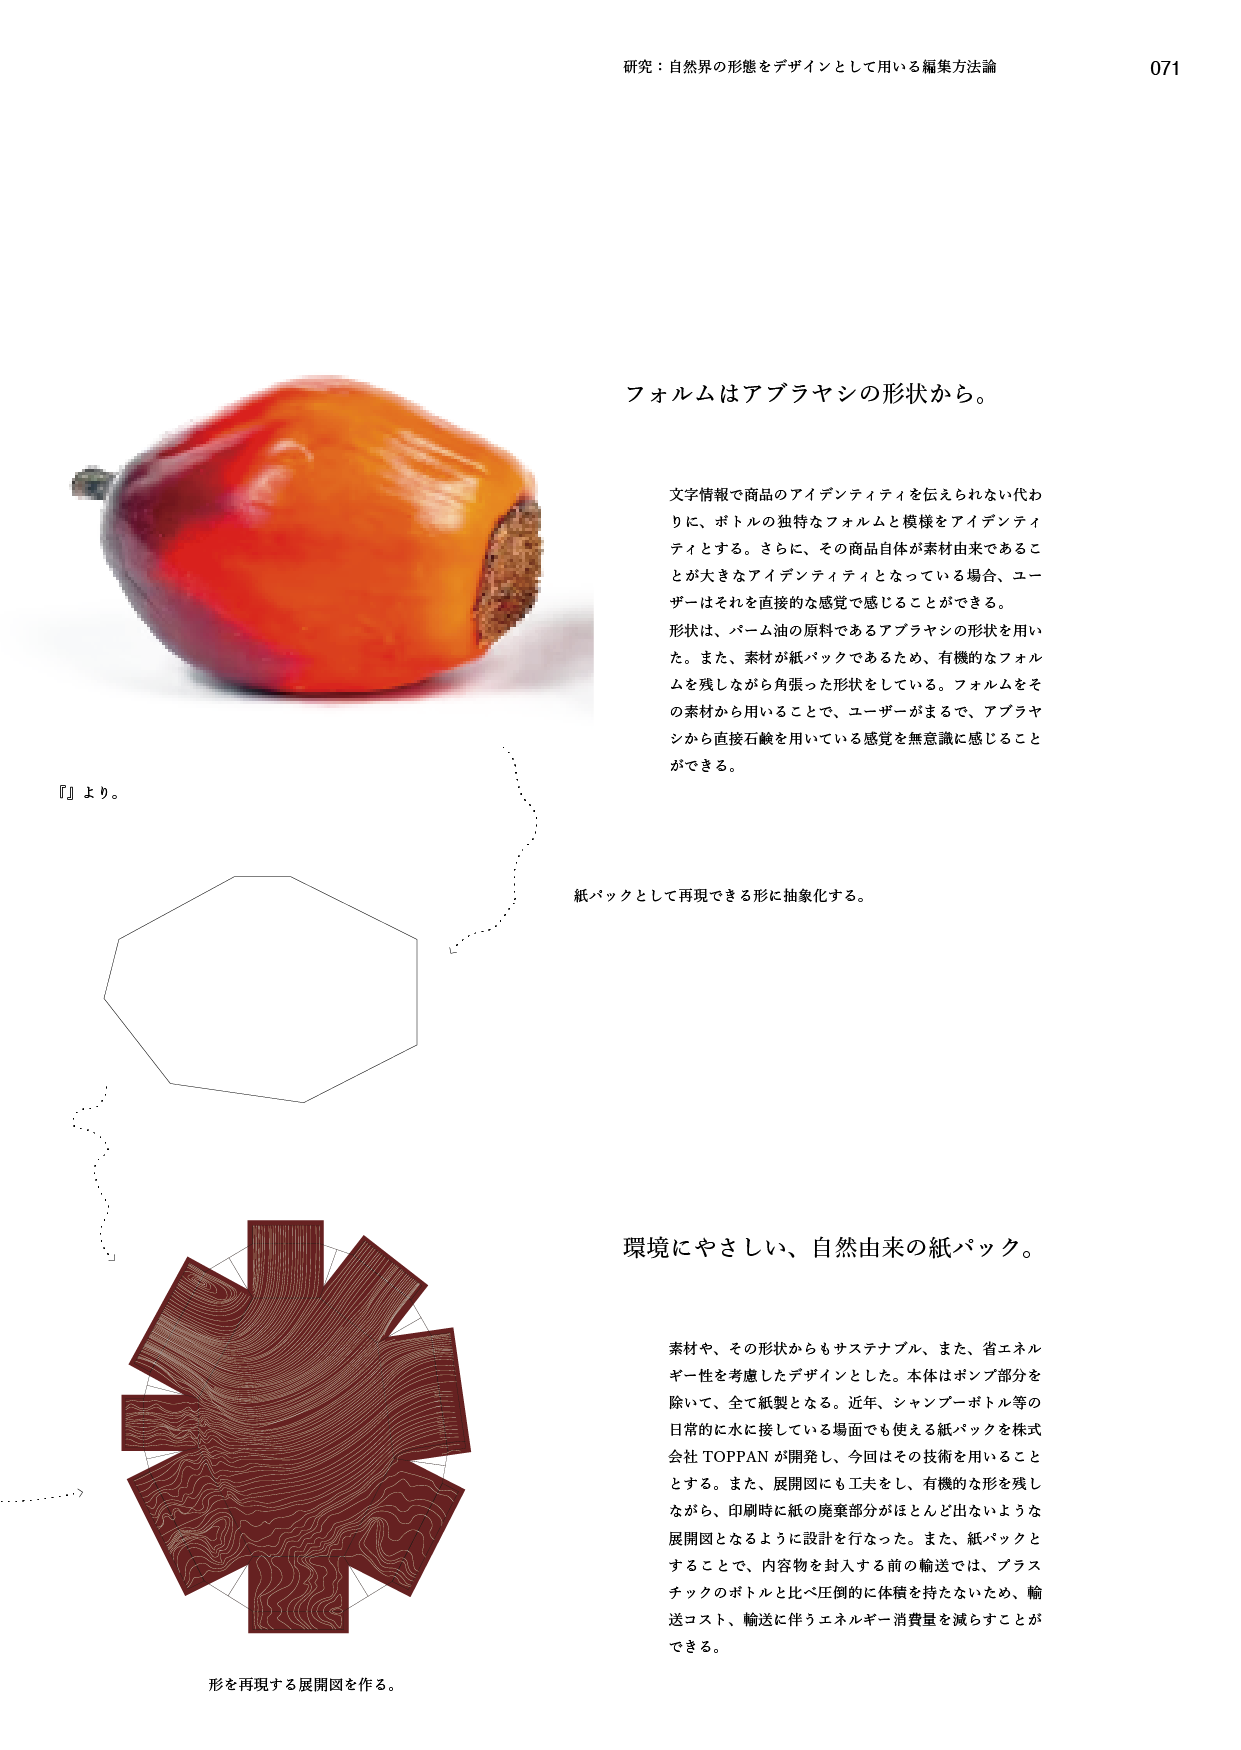 研究：自然界の形態をデザインとして用いる編集方法論
071
フォルムはアブラヤシの形状から。
文字情報で商品のアイデンティティを伝えられない代わ
りに、ボトルの独特なフォルムと模様をアイデンティ
ティとする。さらに、その商品自体が素材由来であるこ
とが大きなアイデンティティとなっている場合、ユー
ザーはそれを直接的な感覚で感じることができる。
形状は、パーム油の原料であるアブラヤシの形状を用い
た。また、素材が紙パックであるため、有機的なフォル
ムを残しながら角張った形状をしている。フォルムをそ
の素材から用いることで、ユーザーがまるで、アブラヤ
シから直接石鹸を用いている感覚を無意識に感じること
ができる。
『』より。
紙パックとして再現できる形に抽象化する。
環境にやさしい、自然由来の紙パック。
素材や、その形状からもサステナブル、また、省エネル
ギー性を考慮したデザインとした。本体はポンプ部分を
除いて、全て紙製となる。近年、シャンプーボトル等の
日常的に水に接している場面でも使える紙パックを株式
会社 TOPPAN が開発し、今回はその技術を用いること
とする。また、展開図にも工夫をし、有機的な形を残し
ながら、印刷時に紙の廃棄部分がほとんど出ないような
展開図となるように設計を行なった。また、紙パックと
することで、内容物を封入する前の輸送では、プラス
チックのボトルと比べ圧倒的に体積を持たないため、輸
送コスト、輸送に伴うエネルギー消費量を減らすことが
できる。
形を再現する展開図を作る。